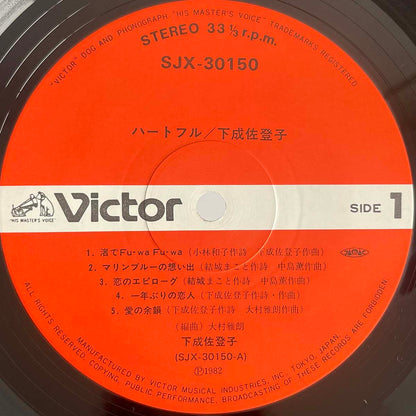 "VICTOR" DOG AND PHONOGRAPH, "HIS MASTER'S VOICE" TRADEMARKS REGISTERED
STEREO 33⅓r.p.m.
SJX-30150
ハートフル／下成佐登子
"HIS MASTER'S VOICE"
Victor
SIDE 1
1. 渚でFu·wa Fu·wa (小林和子作詩 下成佐登子作曲)
2. マリンブルーの想い出 (結城まこと作詩 中島薫作曲)
3. 恋のエピローグ (結城まこと作詩 中島薫作曲)
4. 一年ぶりの恋人 (下成佐登子作詩・作曲)
5. 愛の余韻 (下成佐登子作詩 大村雅朗作曲)
(編曲) 大村雅朗
下成佐登子
(SJX-30150-A)
Ⓟ1982
MANUFACTURED BY VICTOR MUSICAL INDUSTRIES, INC. TOKYO, JAPAN
ALL RIGHTS RESERVED. UNAUTHORIZED COPYING, PUBLIC PERFORMANCE, BROADCASTING OF THESE RECORDS ARE FORBIDDEN.